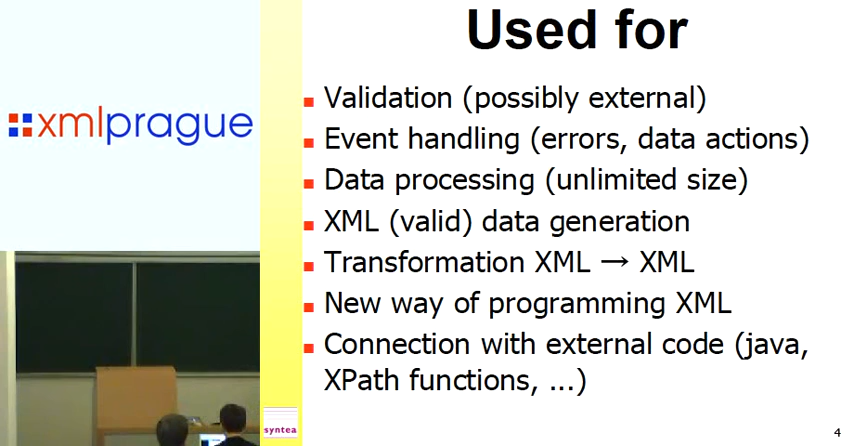 xmlprague
Used for
Validation (possibly external)
Event handling (errors, data actions)
Data processing (unlimited size)
XML (valid) data generation
Transformation XML → XML
New way of programming XML
Connection with external code (java,
XPath functions, ...)
syntea
4